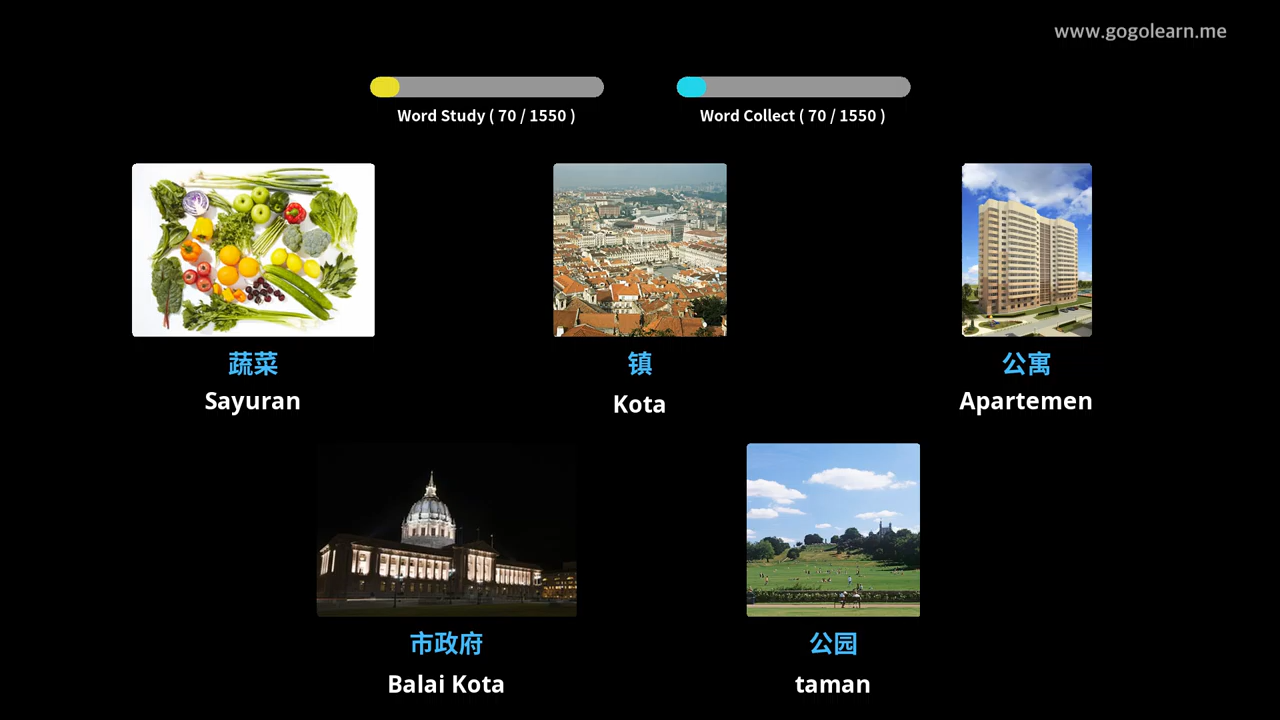 www.gogolearn.me
Word Study ( 70 / 1550 )
Word Collect ( 70 / 1550 )
蔬菜
Sayuran
镇
Kota
公寓
Apartemen
市政府
Balai Kota
公园
taman